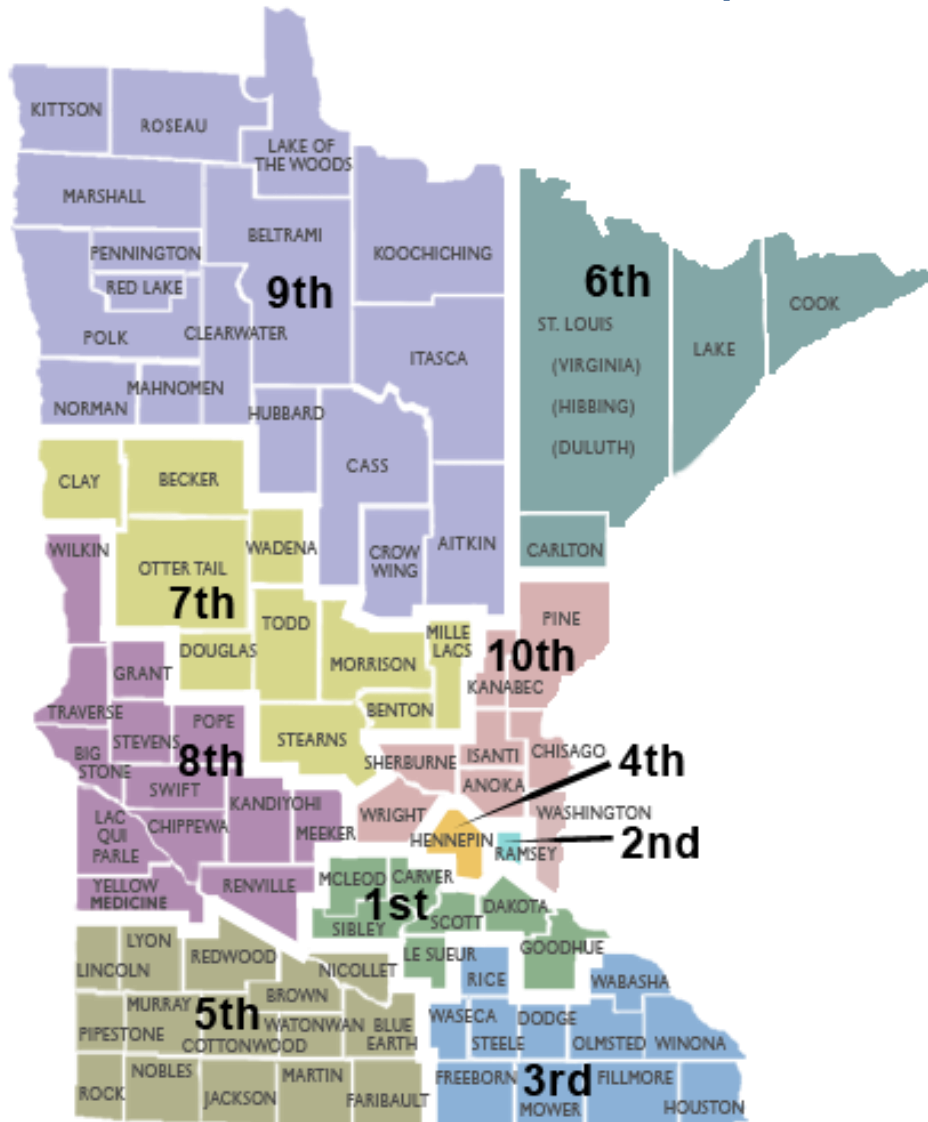 KITTSON
ROSEAU
LAKE OF
THE WOODS
MARSHALL
BELTRAMI
KOOCHICHING
PENNINGTON
RED LAKE
9th
6th
COOK
POLK
CLEARWATER
ST. LOUIS
LAKE
ITASCA
(VIRGINIA)
MAHNOMEN
NORMAN
HUBBARD
(HIBBING)
(DULUTH)
CASS
CLAY
BECKER
WILKIN
WADENA
CROW
WING
AITKIN
CARLTON
OTTER TAIL
7th
TODD
PINE
MILLE
LACS
DOUGLAS
MORRISON
10th
GRANT
KANABEC
TRAVERSE
BENTON
POPE
STEVENS
STEARNS
BIG
STONE
8th
SHERBURNE
ISANTI
CHISAGO
4th
ANOKA
SWIFT
KANDIYOHI
WRIGHT
WASHINGTON
LAC
QUI
PARLE
CHIPPEWA
MEEKER
HENNEPIN
RAMSEY
2nd
YELLOW
MEDICINE
RENVILLE
MCLEOD
CARVER
1st
SIBLEY
SCOTT
DAKOTA
LYON
REDWOOD
LE SUEUR
GOODHUE
LINCOLN
NICOLLET
RICE
WABASHA
MURRAY
BROWN
5th
PIPESTONE
WATONWAN
BLUE
EARTH
COTTONWOOD
WASECA
DODGE
STEELE
OLMSTED
WINONA
NOBLES
MARTIN
FREEBORN
3rd
FILLMORE
ROCK
JACKSON
FARIBAULT
MOWER
HOUSTON